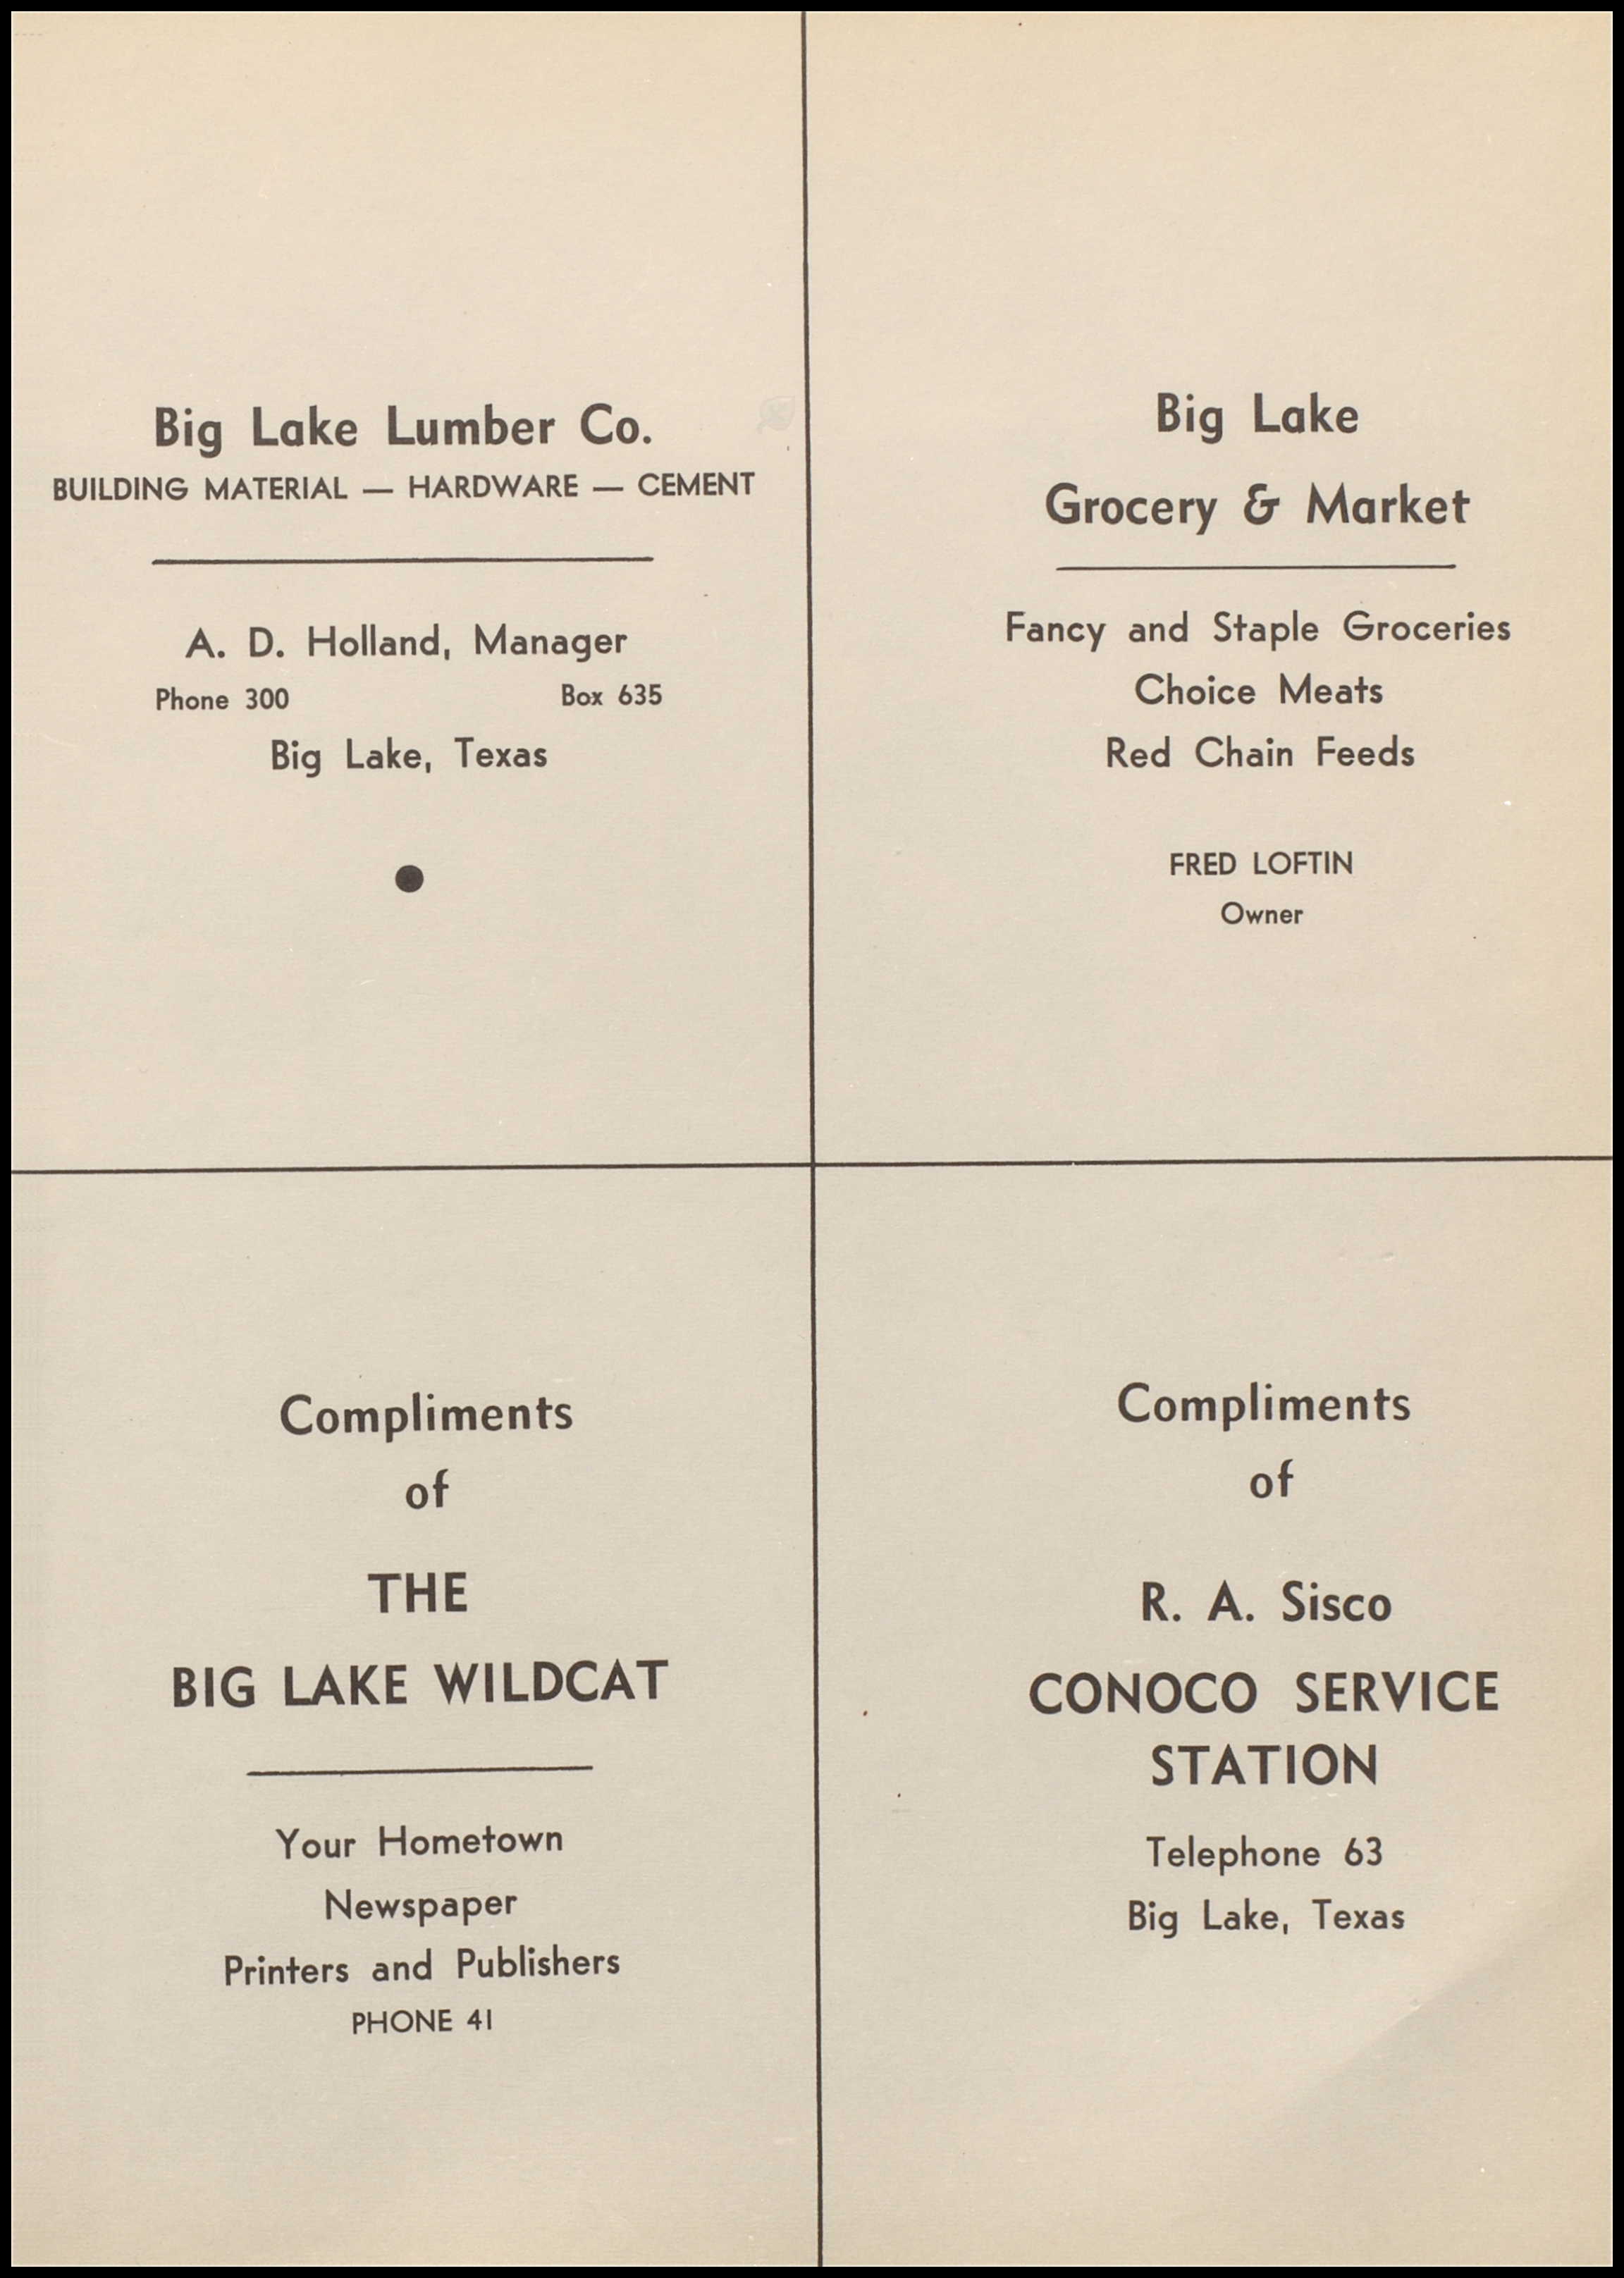 Big Lake Lumber Co.
BUILDING MATERIAL — HARDWARE — CEMENT
A. D. Holland, Manager
Phone 300 Box 635
Big Lake, Texas
Big Lake
Grocery & Market
Fancy and Staple Groceries
Choice Meats
Red Chain Feeds
FRED LOFTIN
Owner
Compliments
of
THE
BIG LAKE WILDCAT
Your Hometown
Newspaper
Printers and Publishers
PHONE 41
Compliments
of
R. A. Sisco
CONOCO SERVICE
STATION
Telephone 63
Big Lake, Texas